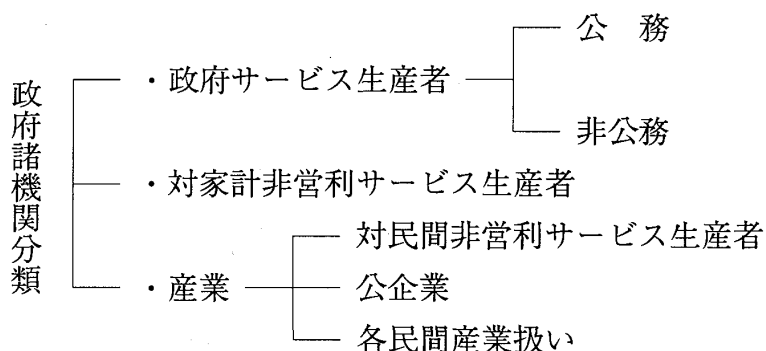 政府諸機関分類
・政府サービス生産者
公務
非公務
・対家計非営利サービス生産者
・産業
対民間非営利サービス生産者
公企業
各民間産業扱い